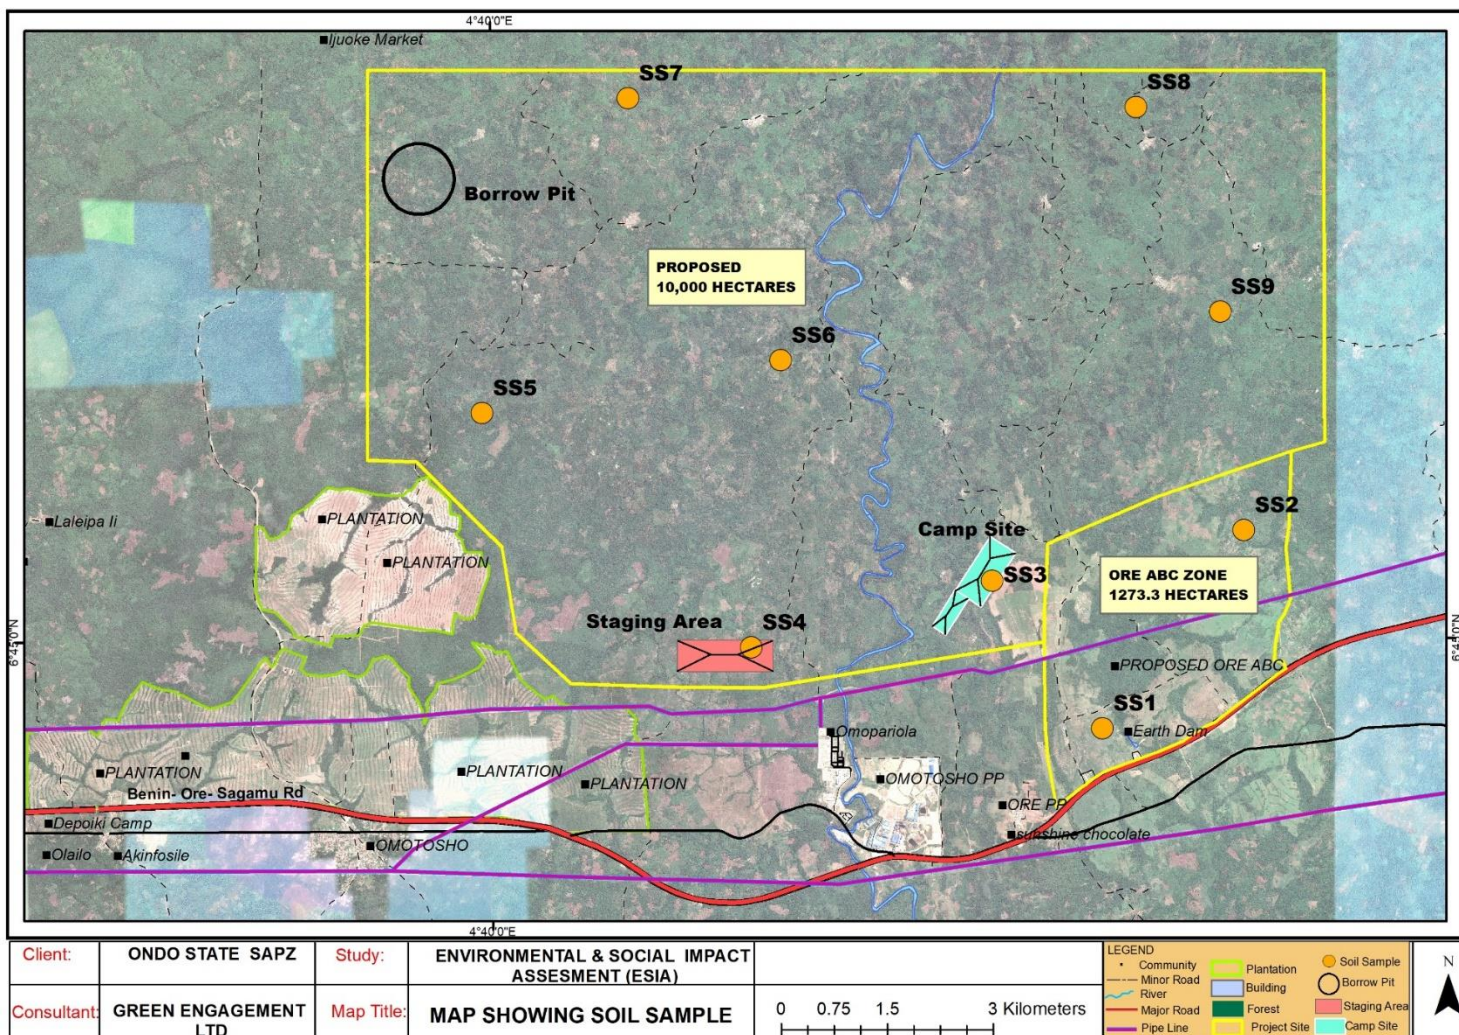 4°40'0"E
Ijuoke Market
SS7
SS8
Borrow Pit
PROPOSED
10,000 HECTARES
SS9
SS6
SS5
Laleipa Ii
PLANTATION
SS2
Camp Site
PLANTATION
SS3
ORE ABC ZONE
1273.3 HECTARES
Staging Area
SS4
6°45'0"N
6°45'0"N
PROPOSED ORE ABC
SS1
Omopariola
Earth Dam
PLANTATION
PLANTATION
PLANTATION
OMOTOSHO PP
Benin- Ore- Sagamu Rd
ORE PP
Depoiki Camp
sunshine chocolate
OMOTOSHO
Olailo
Akinfosile
4°40'0"E
Client:
ONDO STATE SAPZ
Study:
ENVIRONMENTAL & SOCIAL IMPACT
ASSESMENT (ESIA)
Consultant:
GREEN ENGAGEMENT
LTD
Map Title:
MAP SHOWING SOIL SAMPLE
0 0.75 1.5 3 Kilometers
LEGEND
Community
Minor Road
River
Major Road
Pipe Line
Plantation
Building
Forest
Project Site
Soil Sample
Borrow Pit
Staging Area
Camp Site
N